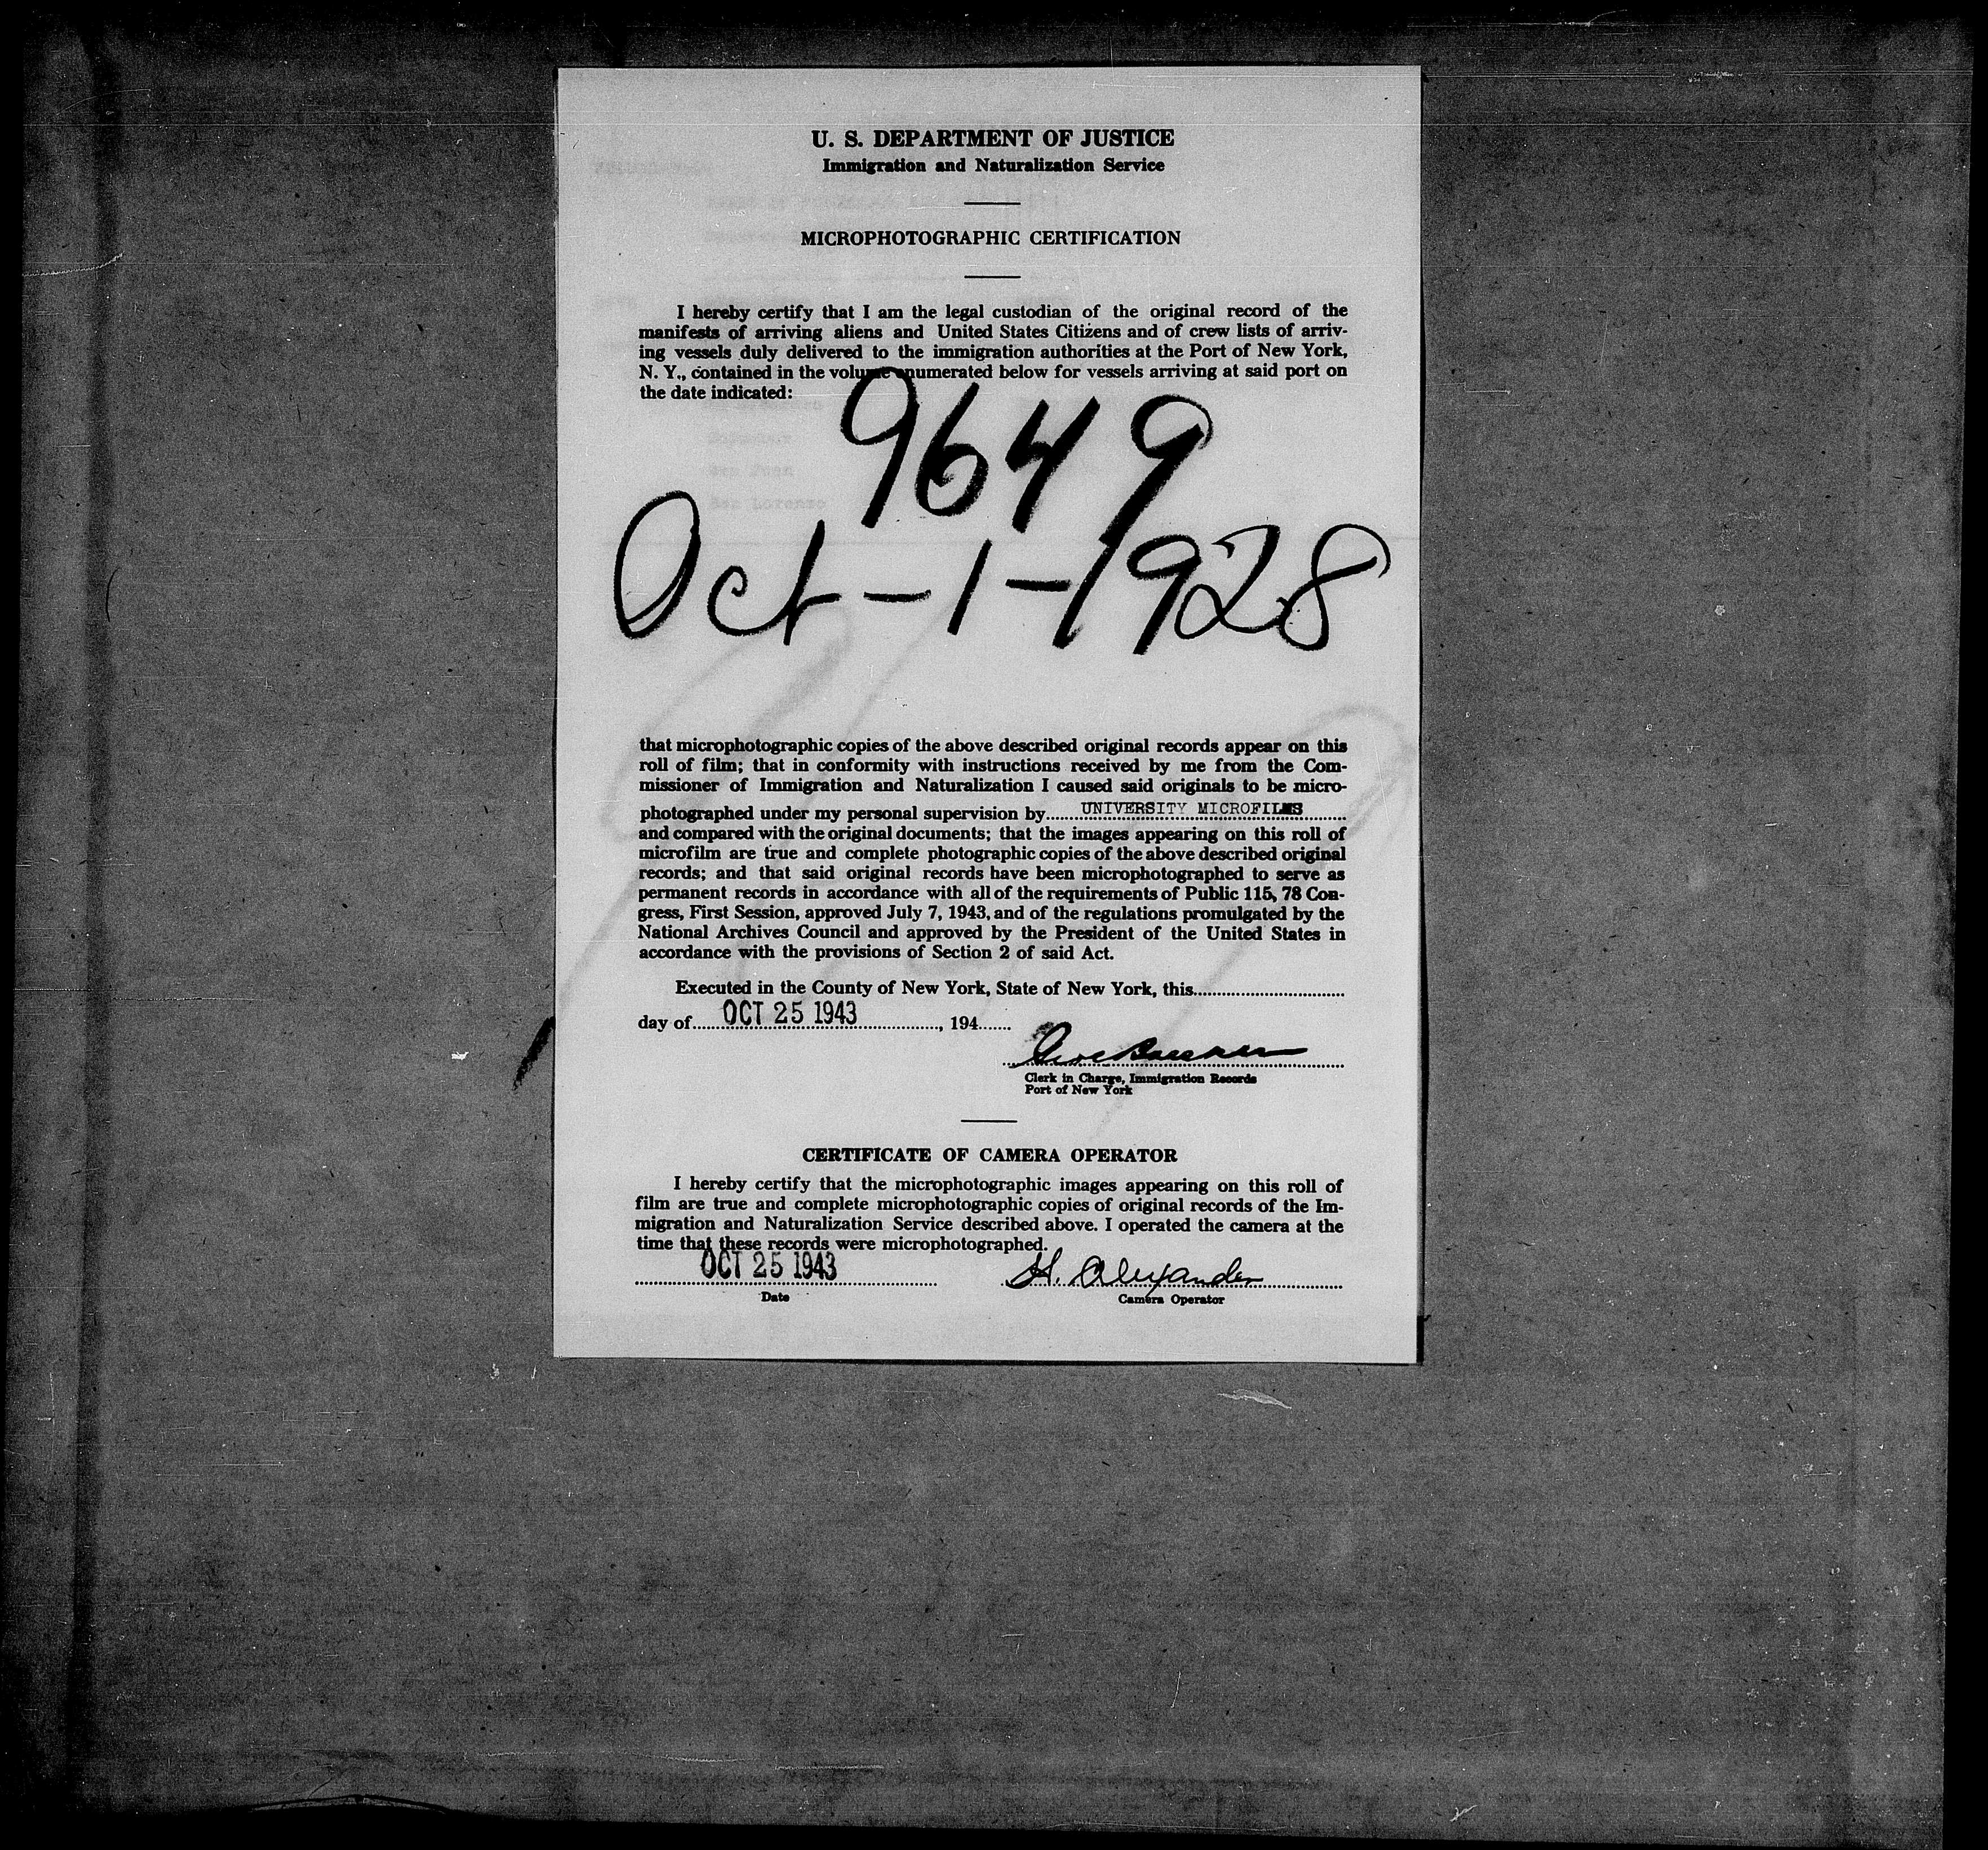 U. S. DEPARTMENT OF JUSTICE
Immigration and Naturalization Service
MICROPHOTOGRAPHIC CERTIFICATION
I hereby certify that I am the legal custodian of the original record of the
manifests of arriving aliens and United States Citizens and of crew lists of arriv-
ing vessels duly delivered to the immigration authorities at the Port of New York,
N. Y., contained in the volume enumerated below for vessels arriving at said port on
the date indicated:
9649
Oct-1-1928
that microphotographic copies of the above described original records appear on this
roll of film; that in conformity with instructions received by me from the Com-
missioner of Immigration and Naturalization I caused said originals to be micro-
photographed under my personal supervision by UNIVERSITY MICROFILMS
and compared with the original documents; that the images appearing on this roll of
microfilm are true and complete photographic copies of the above described original
records; and that said original records have been microphotographed to serve as
permanent records in accordance with all of the requirements of Public 115, 78 Con-
gress, First Session, approved July 7, 1943, and of the regulations promulgated by the
National Archives Council and approved by the President of the United States in
accordance with the provisions of Section 2 of said Act.
Executed in the County of New York, State of New York, this
day of OCT 25 1943, 194
Clerk in Charge, Immigration Records
Port of New York
CERTIFICATE OF CAMERA OPERATOR
I hereby certify that the microphotographic images appearing on this roll of
film are true and complete microphotographic copies of original records of the Im-
migration and Naturalization Service described above. I operated the camera at the
time that these records were microphotographed.
OCT 25 1943 H. Alexander
Date Camera Operator